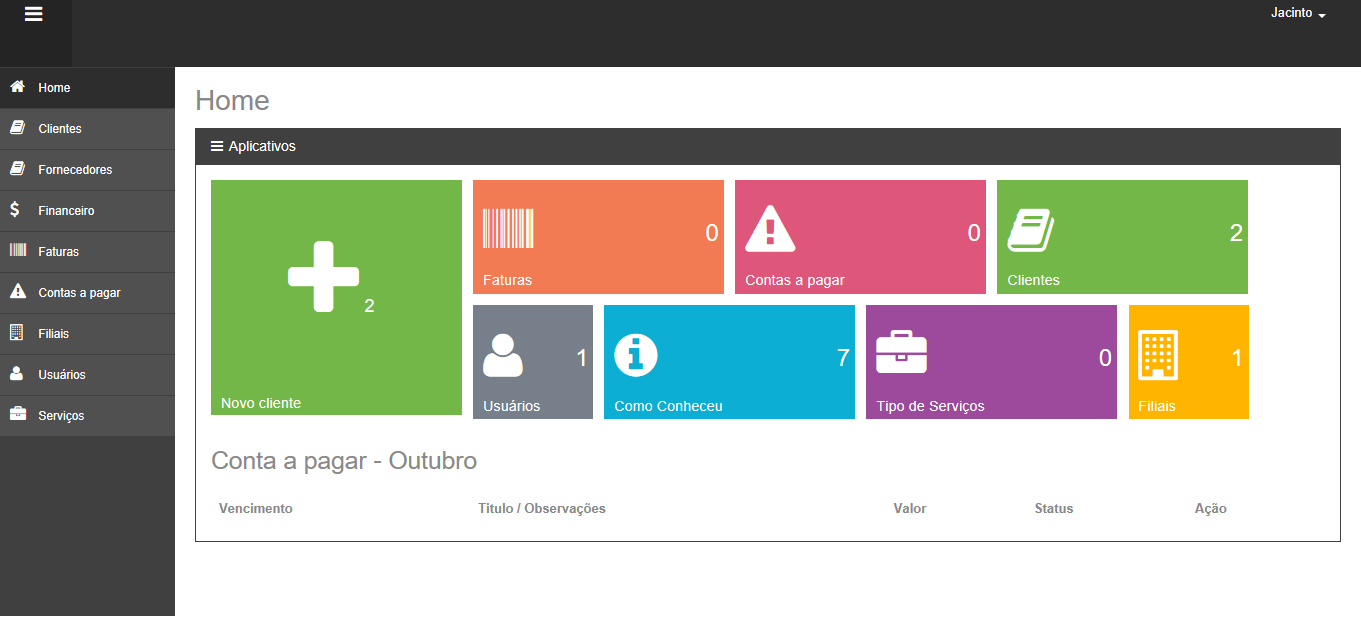 Jacinto
Home
Clientes
Fornecedores
Financeiro
Faturas
Contas a pagar
Filiais
Usuários
Serviços
Home
Aplicativos
2
Novo cliente
0
Faturas
0
Contas a pagar
2
Clientes
1
Usuários
7
Como Conheceu
0
Tipo de Serviços
1
Filiais
Conta a pagar - Outubro
Vencimento Titulo / Observações Valor Status Ação